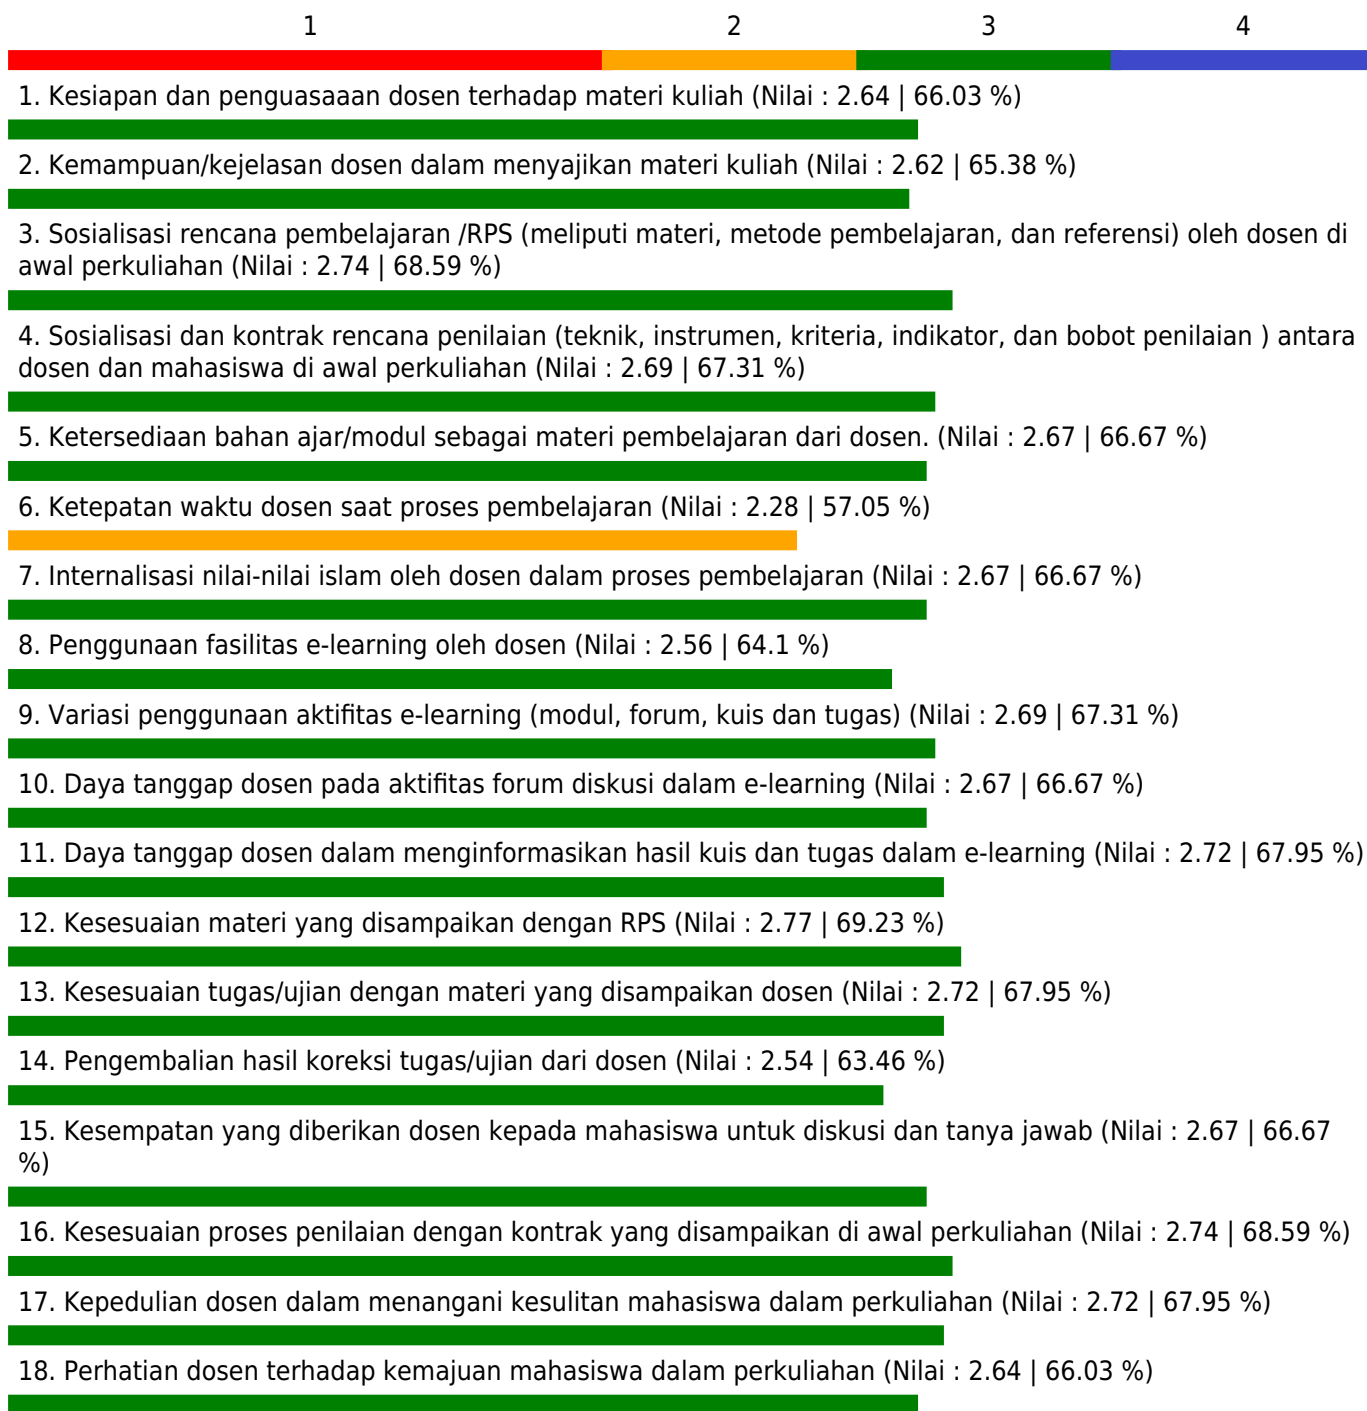 1 2 3 4
1. Kesiapan dan penguasaaan dosen terhadap materi kuliah (Nilai : 2.64 | 66.03 %)
2. Kemampuan/kejelasan dosen dalam menyajikan materi kuliah (Nilai : 2.62 | 65.38 %)
3. Sosialisasi rencana pembelajaran /RPS (meliputi materi, metode pembelajaran, dan referensi) oleh dosen di
awal perkuliahan (Nilai : 2.74 | 68.59 %)
4. Sosialisasi dan kontrak rencana penilaian (teknik, instrumen, kriteria, indikator, dan bobot penilaian ) antara
dosen dan mahasiswa di awal perkuliahan (Nilai : 2.69 | 67.31 %)
5. Ketersediaan bahan ajar/modul sebagai materi pembelajaran dari dosen. (Nilai : 2.67 | 66.67 %)
6. Ketepatan waktu dosen saat proses pembelajaran (Nilai : 2.28 | 57.05 %)
7. Internalisasi nilai-nilai islam oleh dosen dalam proses pembelajaran (Nilai : 2.67 | 66.67 %)
8. Penggunaan fasilitas e-learning oleh dosen (Nilai : 2.56 | 64.1 %)
9. Variasi penggunaan aktifitas e-learning (modul, forum, kuis dan tugas) (Nilai : 2.69 | 67.31 %)
10. Daya tanggap dosen pada aktifitas forum diskusi dalam e-learning (Nilai : 2.67 | 66.67 %)
11. Daya tanggap dosen dalam menginformasikan hasil kuis dan tugas dalam e-learning (Nilai : 2.72 | 67.95 %)
12. Kesesuaian materi yang disampaikan dengan RPS (Nilai : 2.77 | 69.23 %)
13. Kesesuaian tugas/ujian dengan materi yang disampaikan dosen (Nilai : 2.72 | 67.95 %)
14. Pengembalian hasil koreksi tugas/ujian dari dosen (Nilai : 2.54 | 63.46 %)
15. Kesempatan yang diberikan dosen kepada mahasiswa untuk diskusi dan tanya jawab (Nilai : 2.67 | 66.67
%)
16. Kesesuaian proses penilaian dengan kontrak yang disampaikan di awal perkuliahan (Nilai : 2.74 | 68.59 %)
17. Kepedulian dosen dalam menangani kesulitan mahasiswa dalam perkuliahan (Nilai : 2.72 | 67.95 %)
18. Perhatian dosen terhadap kemajuan mahasiswa dalam perkuliahan (Nilai : 2.64 | 66.03 %)